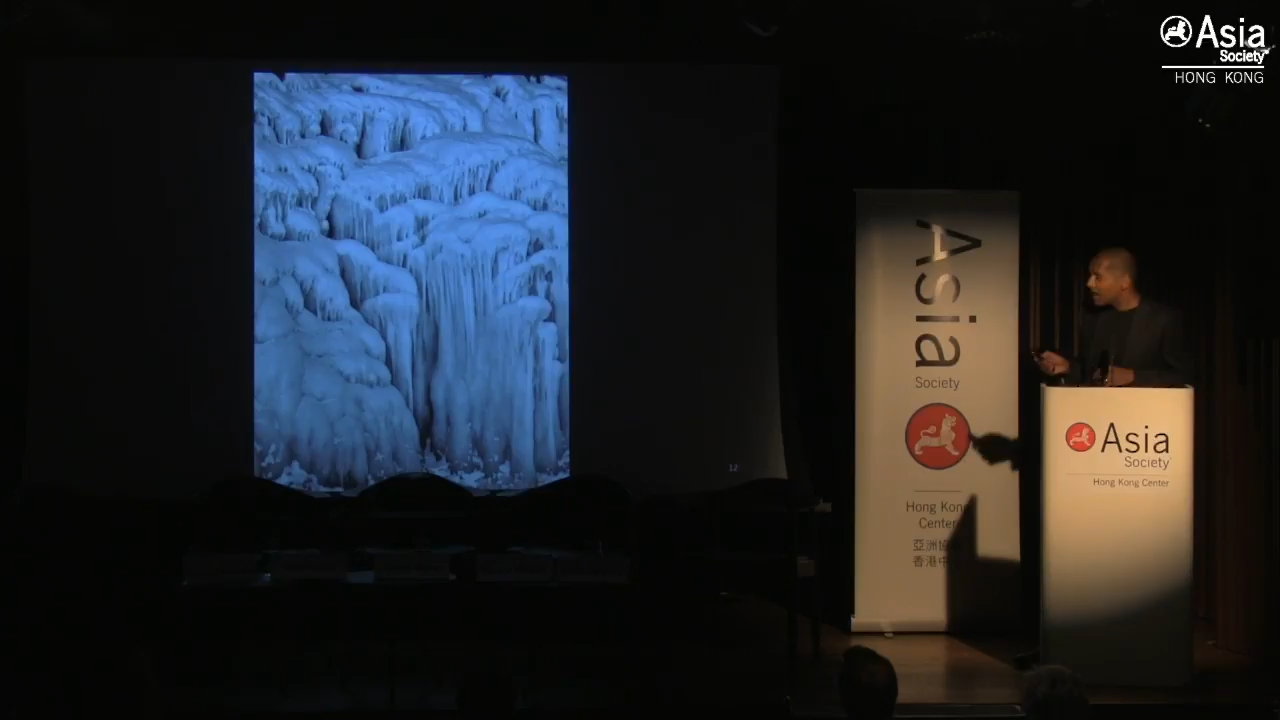 Asia
Society
HONG KONG
12
Asia
Society
Hong Kon
Center
亞洲協
香港中
Asia
Society
Hong Kong Center